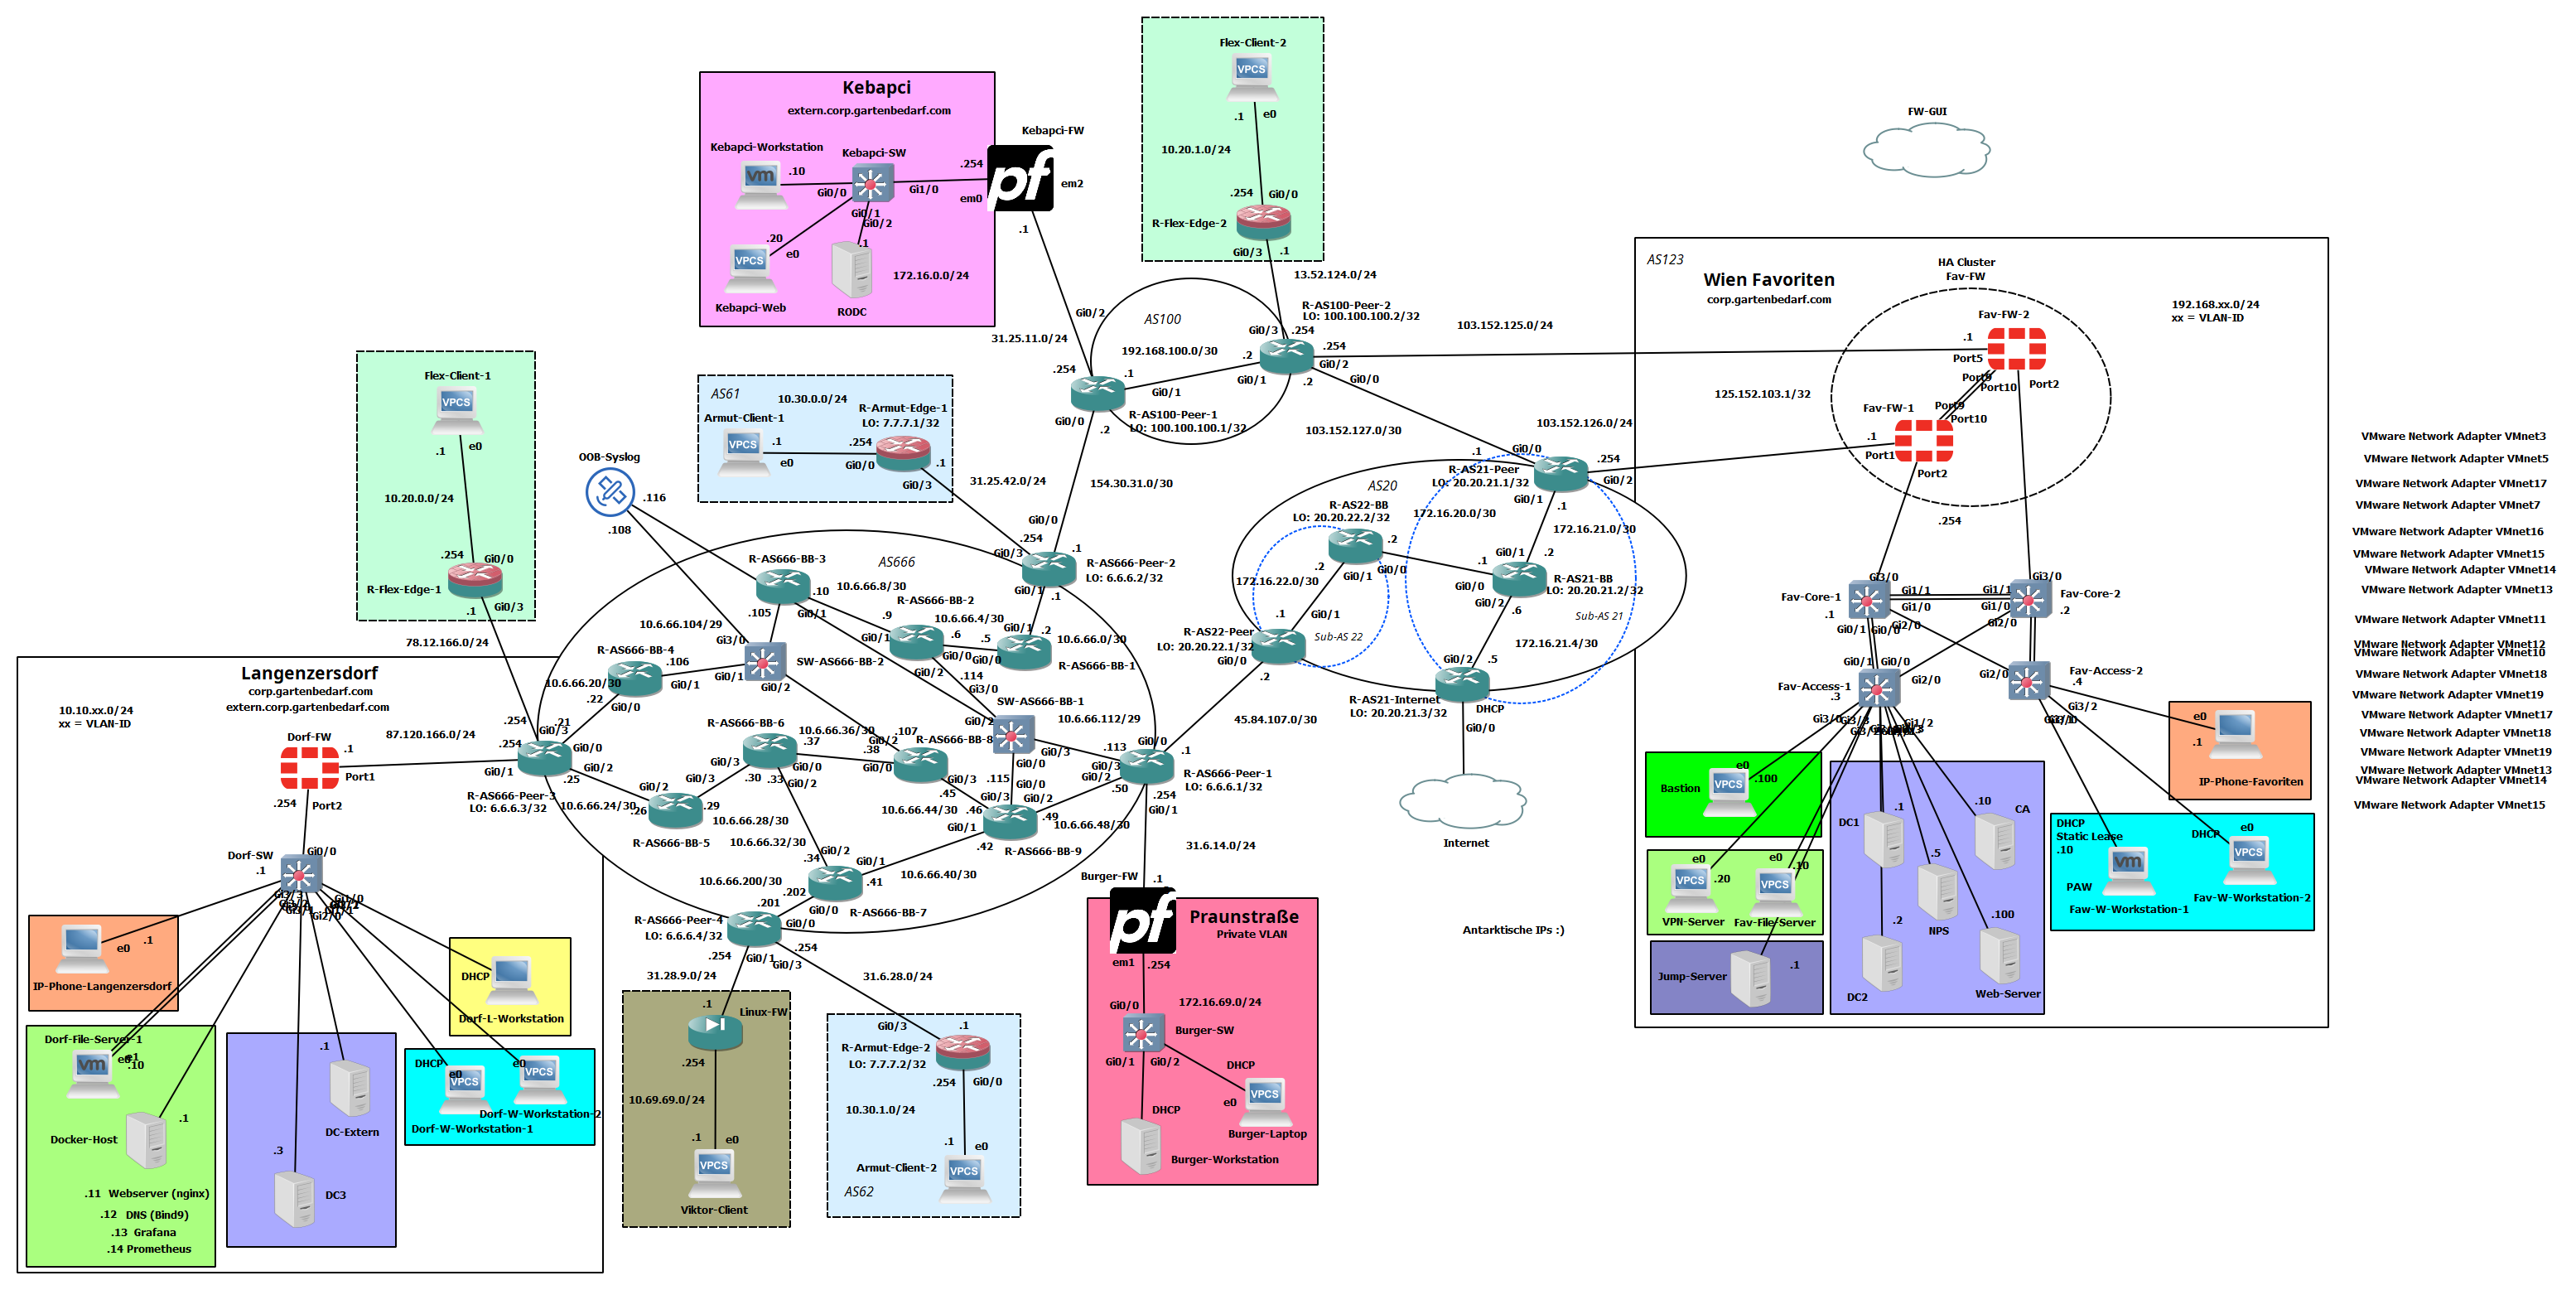 Flex-Client-2
VPCS
.1
e0
10.20.1.0/24
.254
Gi0/0
R-Flex-Edge-2
Gi0/3
.1
13.52.124.0/24
Kebapci
extern.corp.gartenbedarf.com
Kebapci-FW
Kebapci-Workstation
Kebapci-SW
vm
.10
Gi0/0
Gi1/0
.254
em0
pf
em2
Gi0/1
Gi0/2
.20
e0
.1
VPCS
172.16.0.0/24
Kebapci-Web
RODC
.1
FW-GUI
Gi0/2
31.25.11.0/24
AS100
192.168.100.0/30
R-AS100-Peer-2
LO: 100.100.100.2/32
Gi0/3
.254
.254
Gi0/2
.2
Gi0/1
Gi0/0
.2
.254
.1
Gi0/1
Gi0/0
.2
R-AS100-Peer-1
LO: 100.100.100.1/32
103.152.125.0/24
103.152.127.0/30
103.152.126.0/24
AS123
Wien Favoriten
corp.gartenbedarf.com
HA Cluster
Fav-FW
192.168.xx.0/24
xx = VLAN-ID
Fav-FW-2
.1
Port5
Port9
Port10
Port2
125.152.103.1/32
Fav-FW-1
Port9
Port10
.1
Port1
Port2
.254
Flex-Client-1
VPCS
.1
e0
10.20.0.0/24
.254
Gi0/0
R-Flex-Edge-1
.1
Gi0/3
78.12.166.0/24
AS61
10.30.0.0/24
R-Armut-Edge-1
LO: 7.7.7.1/32
Armut-Client-1
VPCS
.1
e0
.254
Gi0/0
.1
Gi0/3
31.25.42.0/24
154.30.31.0/30
OOB-Syslog
.116
.108
AS666
R-AS666-BB-3
.10
10.6.66.8/30
.105
Gi0/1
Gi0/0
.254
Gi0/3
.1
R-AS666-Peer-2
LO: 6.6.6.2/32
Gi0/1
.1
R-AS666-BB-2
.9
10.6.66.4/30
Gi0/1
.6
.5
Gi0/1
.2
10.6.66.0/30
Gi0/0
Gi0/0
R-AS666-BB-1
Gi0/2
.114
Gi3/0
10.6.66.104/29
Gi3/0
R-AS666-BB-4
.106
SW-AS666-BB-2
Gi0/1
Gi0/1
Gi0/2
10.6.66.20/30
.22
Gi0/0
SW-AS666-BB-1
Gi0/2
10.6.66.112/29
Gi0/3
Gi0/0
.113
Gi0/0
Gi0/3
Gi0/2
.1
R-AS666-Peer-1
LO: 6.6.6.1/32
.254
Gi0/1
.50
.254
.21
Gi0/3
.254
Gi0/0
Gi0/2
Gi0/1
.25
R-AS666-Peer-3
LO: 6.6.6.3/32
10.6.66.24/30
.26
Gi0/2
Gi0/3
.29
10.6.66.28/30
R-AS666-BB-5
R-AS666-BB-6
10.6.66.36/30
.37
Gi0/3
Gi0/0
.30
.33
Gi0/2
Gi0/2
.107
.38
Gi0/0
R-AS666-BB-8
Gi0/3
.45
.115
Gi0/0
Gi0/3
Gi0/2
10.6.66.44/30
.46
.49
10.6.66.48/30
Gi0/1
.42
R-AS666-BB-9
10.6.66.32/30
.34
Gi0/2
Gi0/1
.41
10.6.66.40/30
10.6.66.200/30
.202
Gi0/0
R-AS666-BB-7
.201
R-AS666-Peer-4
LO: 6.6.6.4/32
Gi0/0
.254
.254
Gi0/1
Gi0/3
31.28.9.0/24
31.6.28.0/24
AS20
R-AS22-BB
LO: 20.20.22.2/32
.2
Gi0/0
.2
Gi0/1
172.16.22.0/30
.1
Gi0/1
R-AS22-Peer
LO: 20.20.22.1/32
Gi0/0
.2
Sub-AS 22
45.84.107.0/30
.1
Gi0/0
.254
R-AS21-Peer
LO: 20.20.21.1/32
Gi0/2
Gi0/1
.1
172.16.20.0/30
172.16.21.0/30
Gi0/1
.2
.1
Gi0/0
R-AS21-BB
LO: 20.20.21.2/32
Gi0/2
.6
Sub-AS 21
172.16.21.4/30
Gi0/2
.5
R-AS21-Internet
LO: 20.20.21.3/32
DHCP
Gi0/0
Internet
Antarktische IPs :)
Gi3/0
Gi1/1
Gi1/0
Gi1/1
Gi1/0
Gi3/0
Fav-Core-1
.1
Fav-Core-2
.2
Gi0/1
Gi0/0
Gi2/0
Gi2/0
Gi0/1
Gi0/0
Fav-Access-1
.3
Gi2/0
Gi2/0
Fav-Access-2
.4
Gi3/2
Gi3/0
Gi1/2
e0
.1
IP-Phone-Favoriten
Bastion
e0
VPCS
.100
e0
VPCS
.20
VPN-Server
e0
VPCS
.10
Fav-File-Server
Jump-Server
.1
DC1
.1
.10
CA
.5
NPS
.2
DC2
.100
Web-Server
DHCP
Static Lease
.10
vm
PAW
Faw-W-Workstation-1
DHCP
e0
VPCS
Fav-W-Workstation-2
VMware Network Adapter VMnet3
VMware Network Adapter VMnet5
VMware Network Adapter VMnet17
VMware Network Adapter VMnet7
VMware Network Adapter VMnet16
VMware Network Adapter VMnet15
VMware Network Adapter VMnet14
VMware Network Adapter VMnet13
VMware Network Adapter VMnet11
VMware Network Adapter VMnet12
VMware Network Adapter VMnet10
VMware Network Adapter VMnet18
VMware Network Adapter VMnet19
VMware Network Adapter VMnet17
VMware Network Adapter VMnet18
VMware Network Adapter VMnet19
VMware Network Adapter VMnet13
VMware Network Adapter VMnet14
VMware Network Adapter VMnet15
Langenzersdorf
corp.gartenbedarf.com
extern.corp.gartenbedarf.com
10.10.xx.0/24
xx = VLAN-ID
87.120.166.0/24
Dorf-FW
.1
Port1
.254
Port2
Gi0/0
Dorf-SW
.1
Gi1/0
Gi2/0
e0
.1
IP-Phone-Langenzersdorf
Dorf-File-Server-1
vm
e0
e1
.10
.1
Docker-Host
.11 Webserver (nginx)
.12 DNS (Bind9)
.13 Grafana
.14 Prometheus
.1
DC-Extern
.3
DC3
DHCP
Dorf-L-Workstation
DHCP
e0
VPCS
e0
VPCS
Dorf-W-Workstation-2
Dorf-W-Workstation-1
.1
Linux-FW
.254
10.69.69.0/24
.1
e0
VPCS
Viktor-Client
Gi0/3
.1
R-Armut-Edge-2
LO: 7.7.7.2/32
.254
Gi0/0
10.30.1.0/24
.1
e0
Armut-Client-2
VPCS
AS62
31.6.14.0/24
Burger-FW
.1
pf
Praunstraße
Private VLAN
em1
.254
172.16.69.0/24
Gi0/0
Burger-SW
Gi0/1
Gi0/2
DHCP
VPCS
e0
Burger-Laptop
DHCP
Burger-Workstation